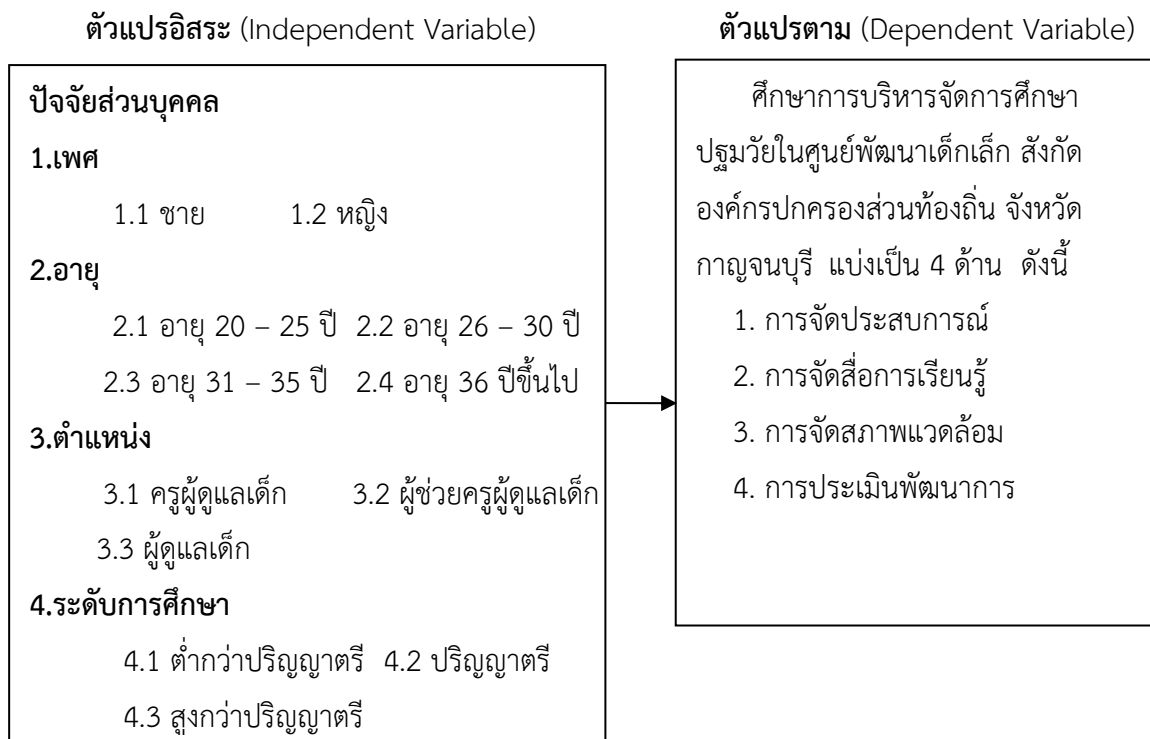 ตัวแปรอิสระ (Independent Variable)
ปัจจัยส่วนบุคคล
1.เพศ
1.1 ชาย 1.2 หญิง
2.อายุ
2.1 อายุ 20 – 25 ปี 2.2 อายุ 26 – 30 ปี
2.3 อายุ 31 – 35 ปี 2.4 อายุ 36 ปีขึ้นไป
3.ตำแหน่ง
3.1 ครูผู้ดูแลเด็ก 3.2 ผู้ช่วยครูผู้ดูแลเด็ก
3.3 ผู้ดูแลเด็ก
4.ระดับการศึกษา
4.1 ต่ำกว่าปริญญาตรี 4.2 ปริญญาตรี
4.3 สูงกว่าปริญญาตรี
ตัวแปรตาม (Dependent Variable)
ศึกษาการบริหารจัดการศึกษา
ปฐมวัยในศูนย์พัฒนาเด็กเล็ก สังกัด
องค์กรปกครองส่วนท้องถิ่น จังหวัด
กาญจนบุรี แบ่งเป็น 4 ด้าน ดังนี้
1. การจัดประสบการณ์
2. การจัดสื่อการเรียนรู้
3. การจัดสภาพแวดล้อม
4. การประเมินพัฒนาการ